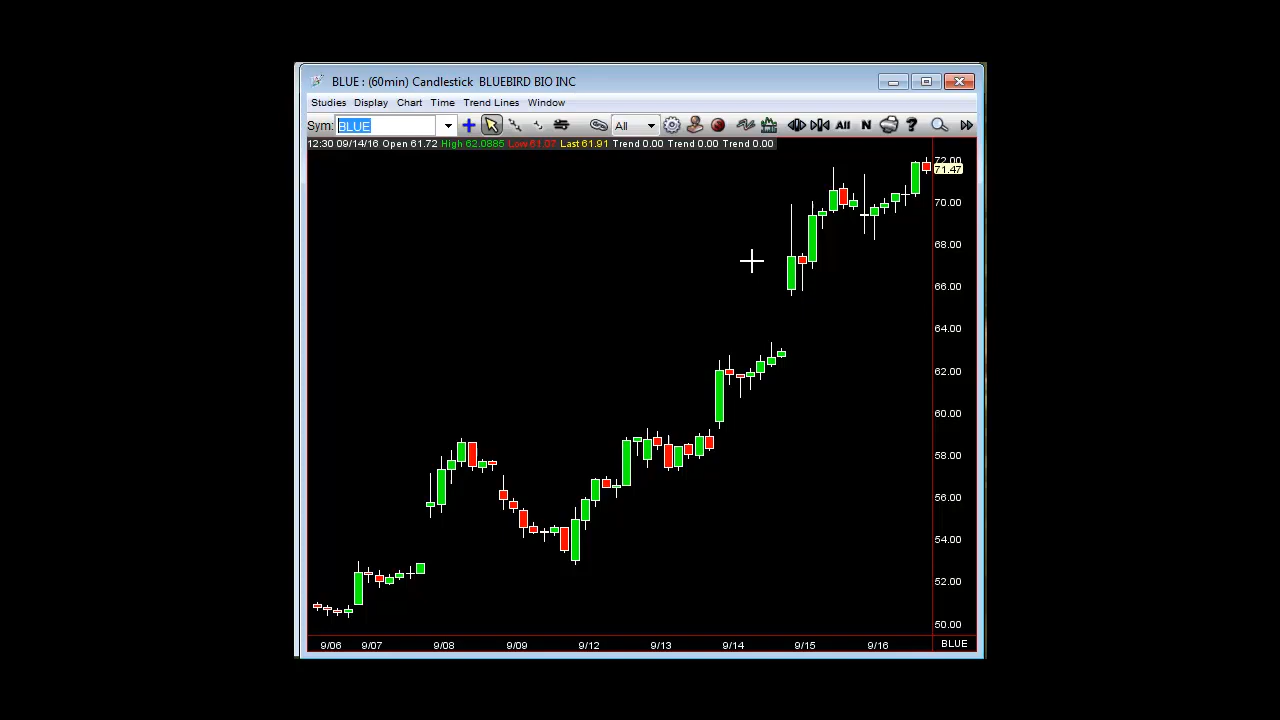 BLUE : (60min) Candlestick BLUEBIRD BIO INC
Studies Display Chart Time Trend Lines Window
Sym: BLUE All All N ?
12:30 09/14/16 Open 61.72 High 62.0885 Low 61.07 Last 61.91 Trend 0.00 Trend 0.00 Trend 0.00
72.00
71.47
70.00
68.00
66.00
64.00
62.00
60.00
58.00
56.00
54.00
52.00
50.00
9/06 9/07 9/08 9/09 9/12 9/13 9/14 9/15 9/16 BLUE